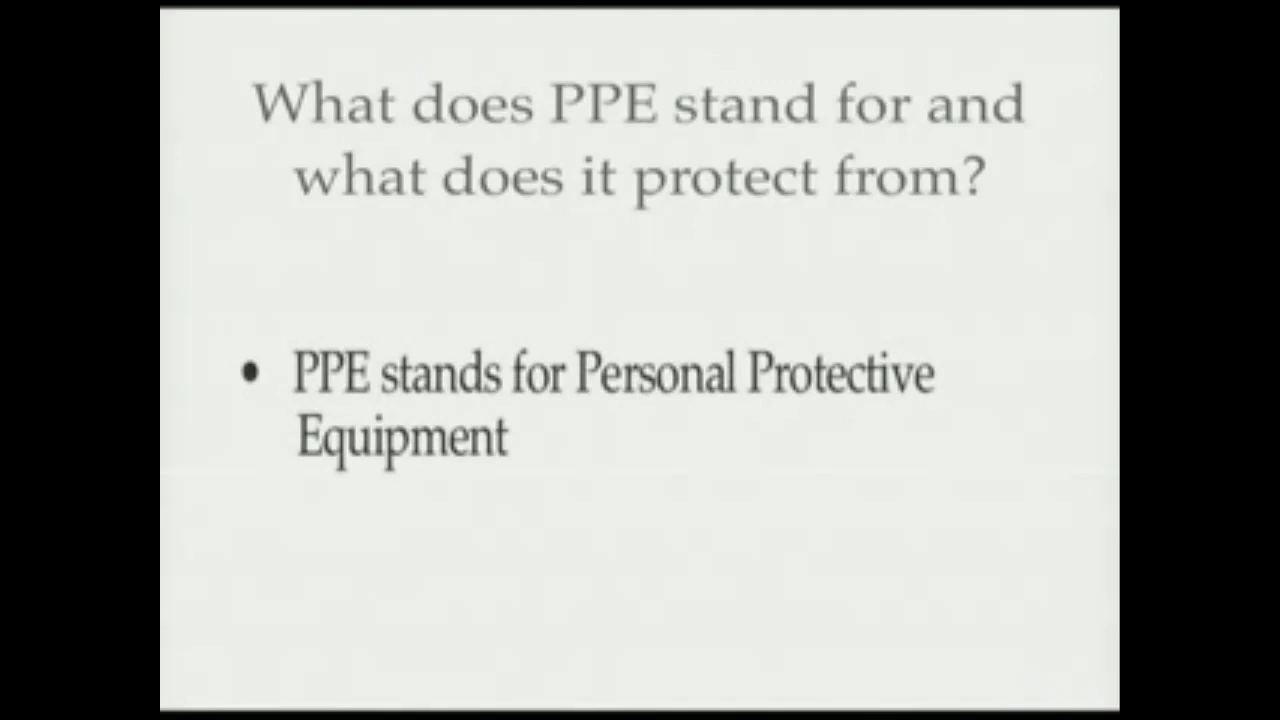 What does PPE stand for and
what does it protect from?
• PPE stands for Personal Protective
Equipment